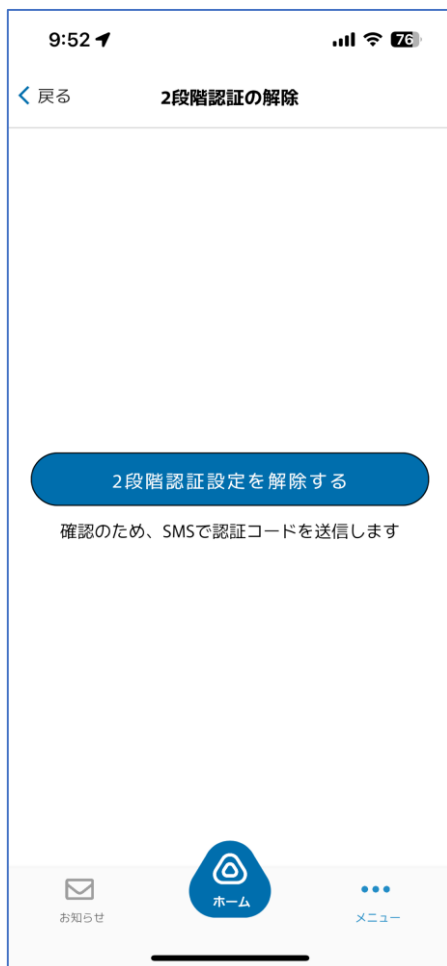 9:52
76
戻る
2段階認証の解除
2段階認証設定を解除する
確認のため、SMSで認証コードを送信します
お知らせ
ホーム
メニュー